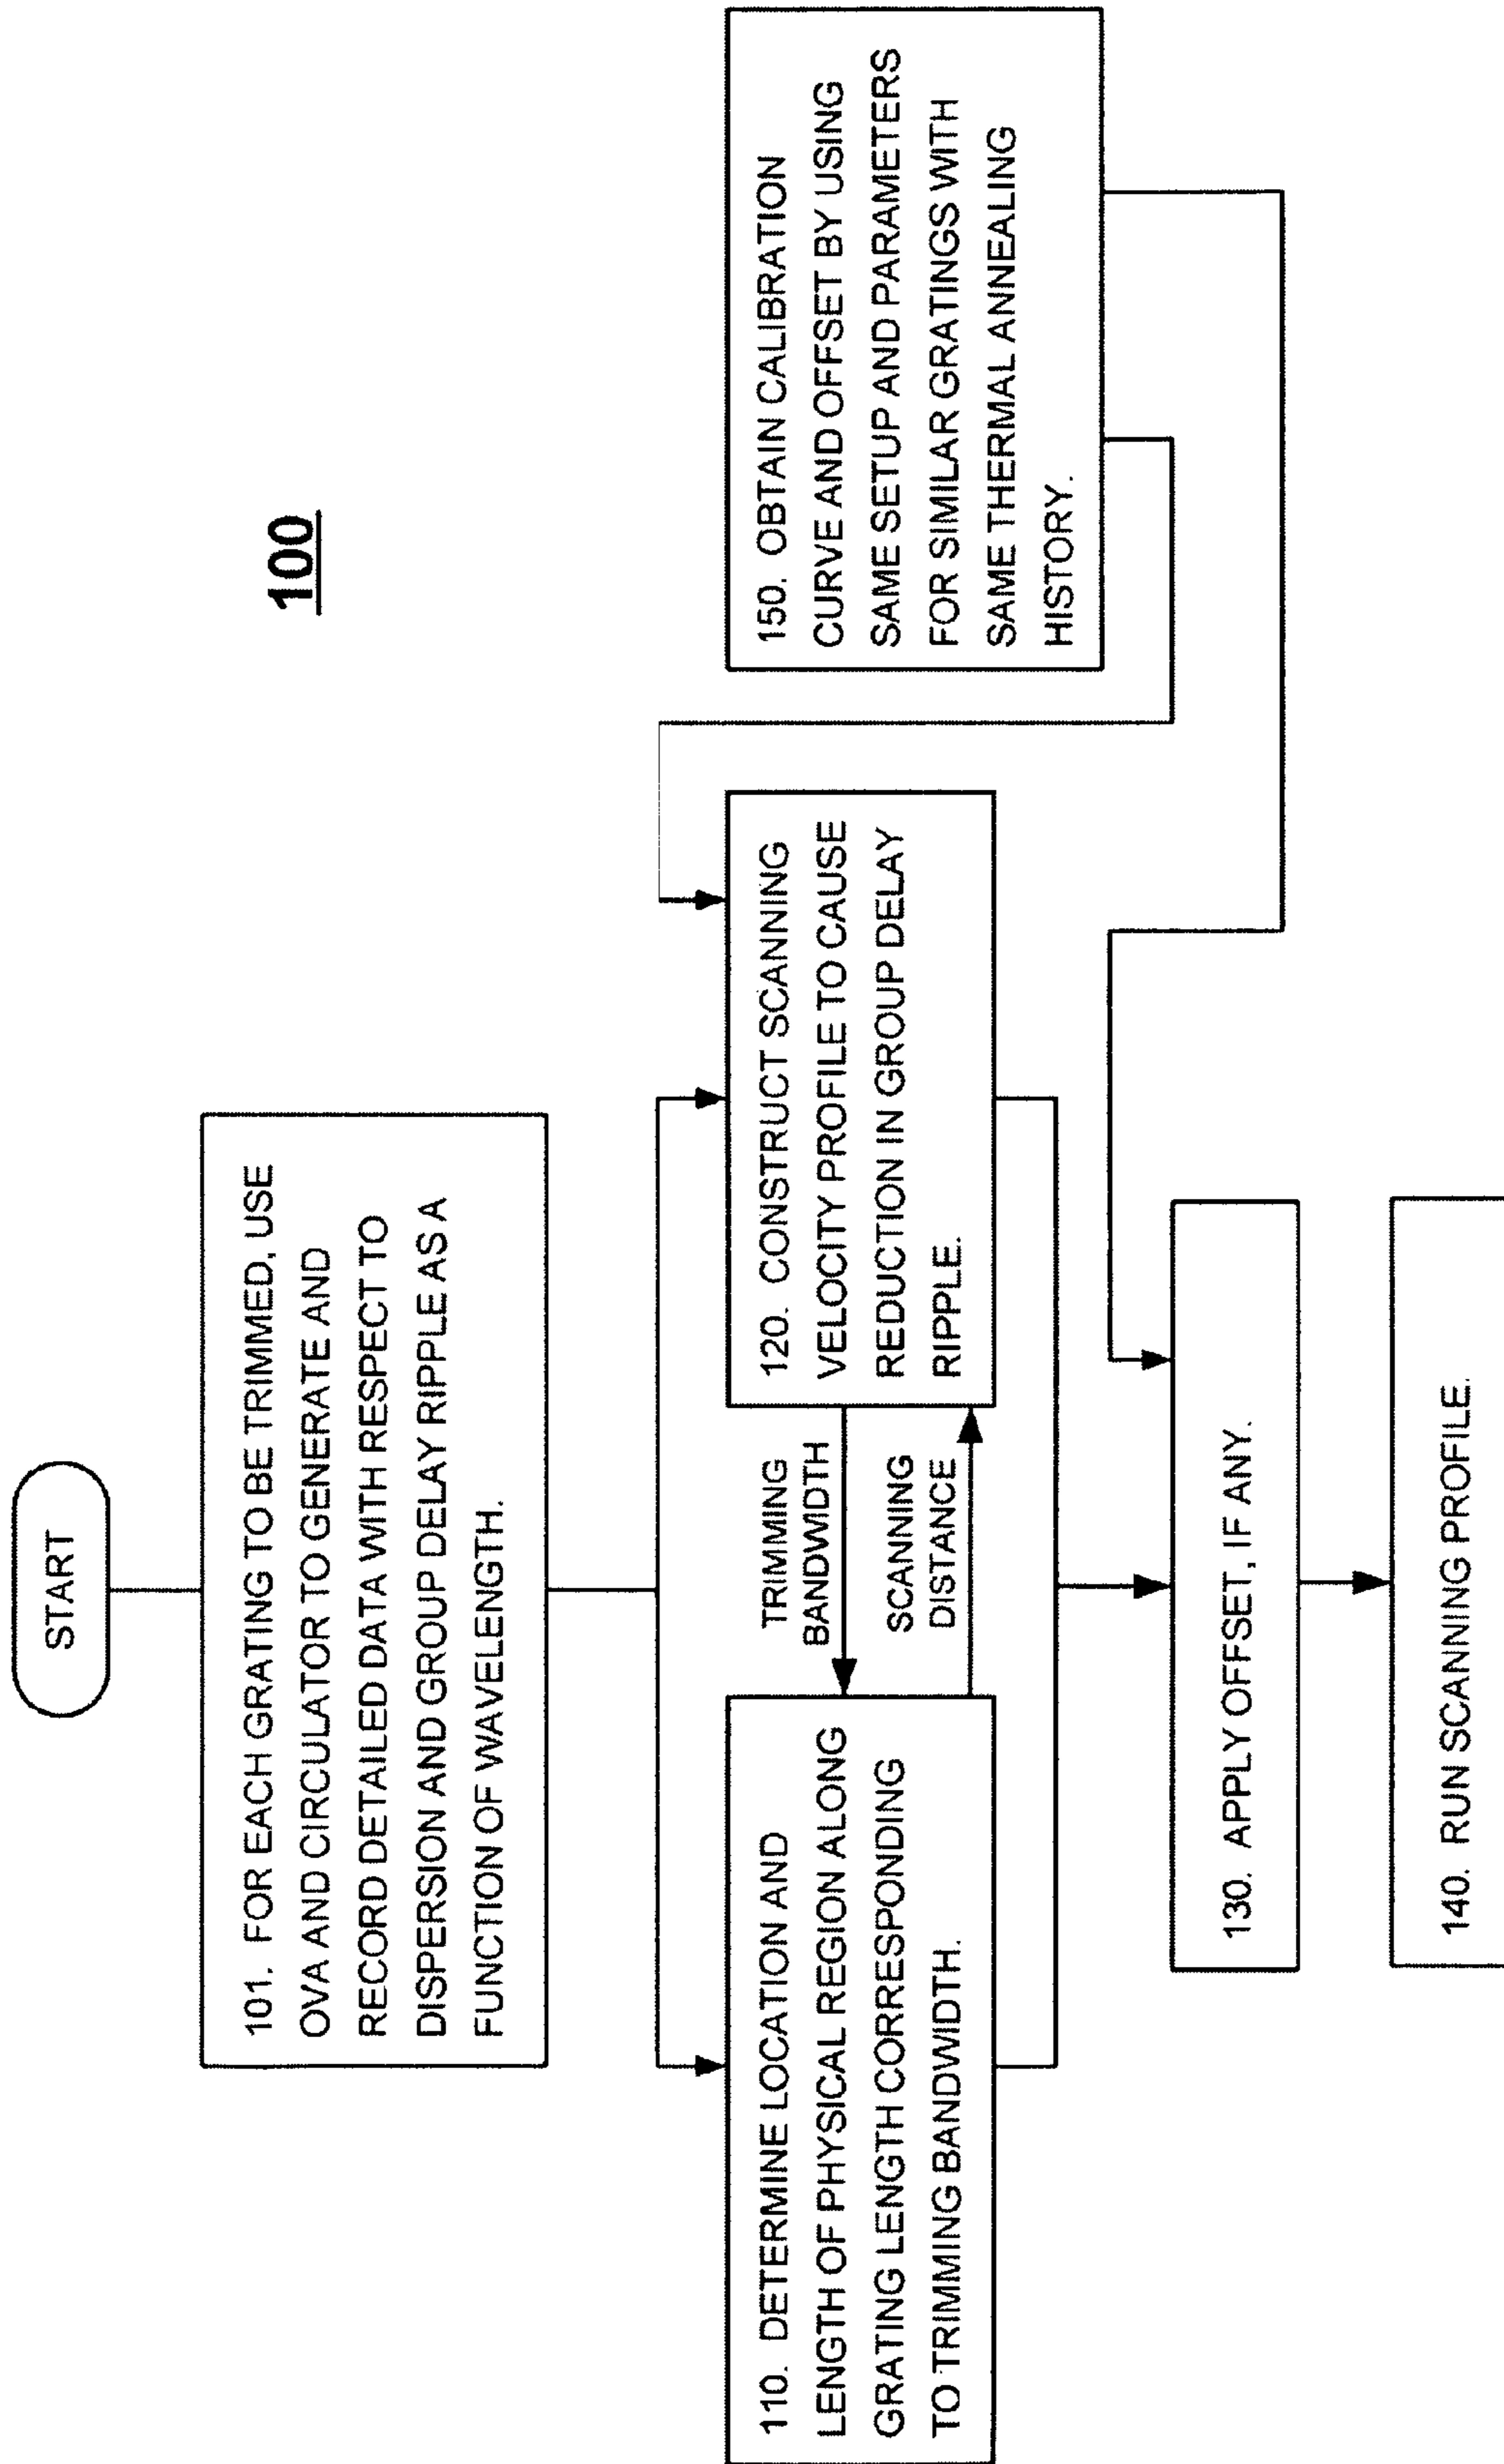 100
START
101. FOR EACH GRATING TO BE TRIMMED, USE
OVA AND CIRCULATOR TO GENERATE AND
RECORD DETAILED DATA WITH RESPECT TO
DISPERSION AND GROUP DELAY RIPPLE AS A
FUNCTION OF WAVELENGTH.
110. DETERMINE LOCATION AND
LENGTH OF PHYSICAL REGION ALONG
GRATING LENGTH CORRESPONDING
TO TRIMMING BANDWIDTH.
TRIMMING
BANDWIDTH
SCANNING
DISTANCE
120. CONSTRUCT SCANNING
VELOCITY PROFILE TO CAUSE
REDUCTION IN GROUP DELAY
RIPPLE.
150. OBTAIN CALIBRATION
CURVE AND OFFSET BY USING
SAME SETUP AND PARAMETERS
FOR SIMILAR GRATINGS WITH
SAME THERMAL ANNEALING
HISTORY.
130. APPLY OFFSET, IF ANY.
140. RUN SCANNING PROFILE.